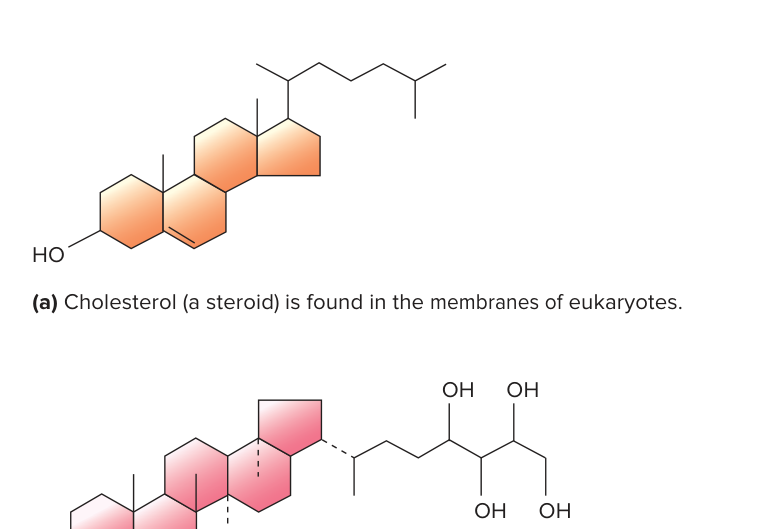 HO
(a) Cholesterol (a steroid) is found in the membranes of eukaryotes.
OH OH
OH OH